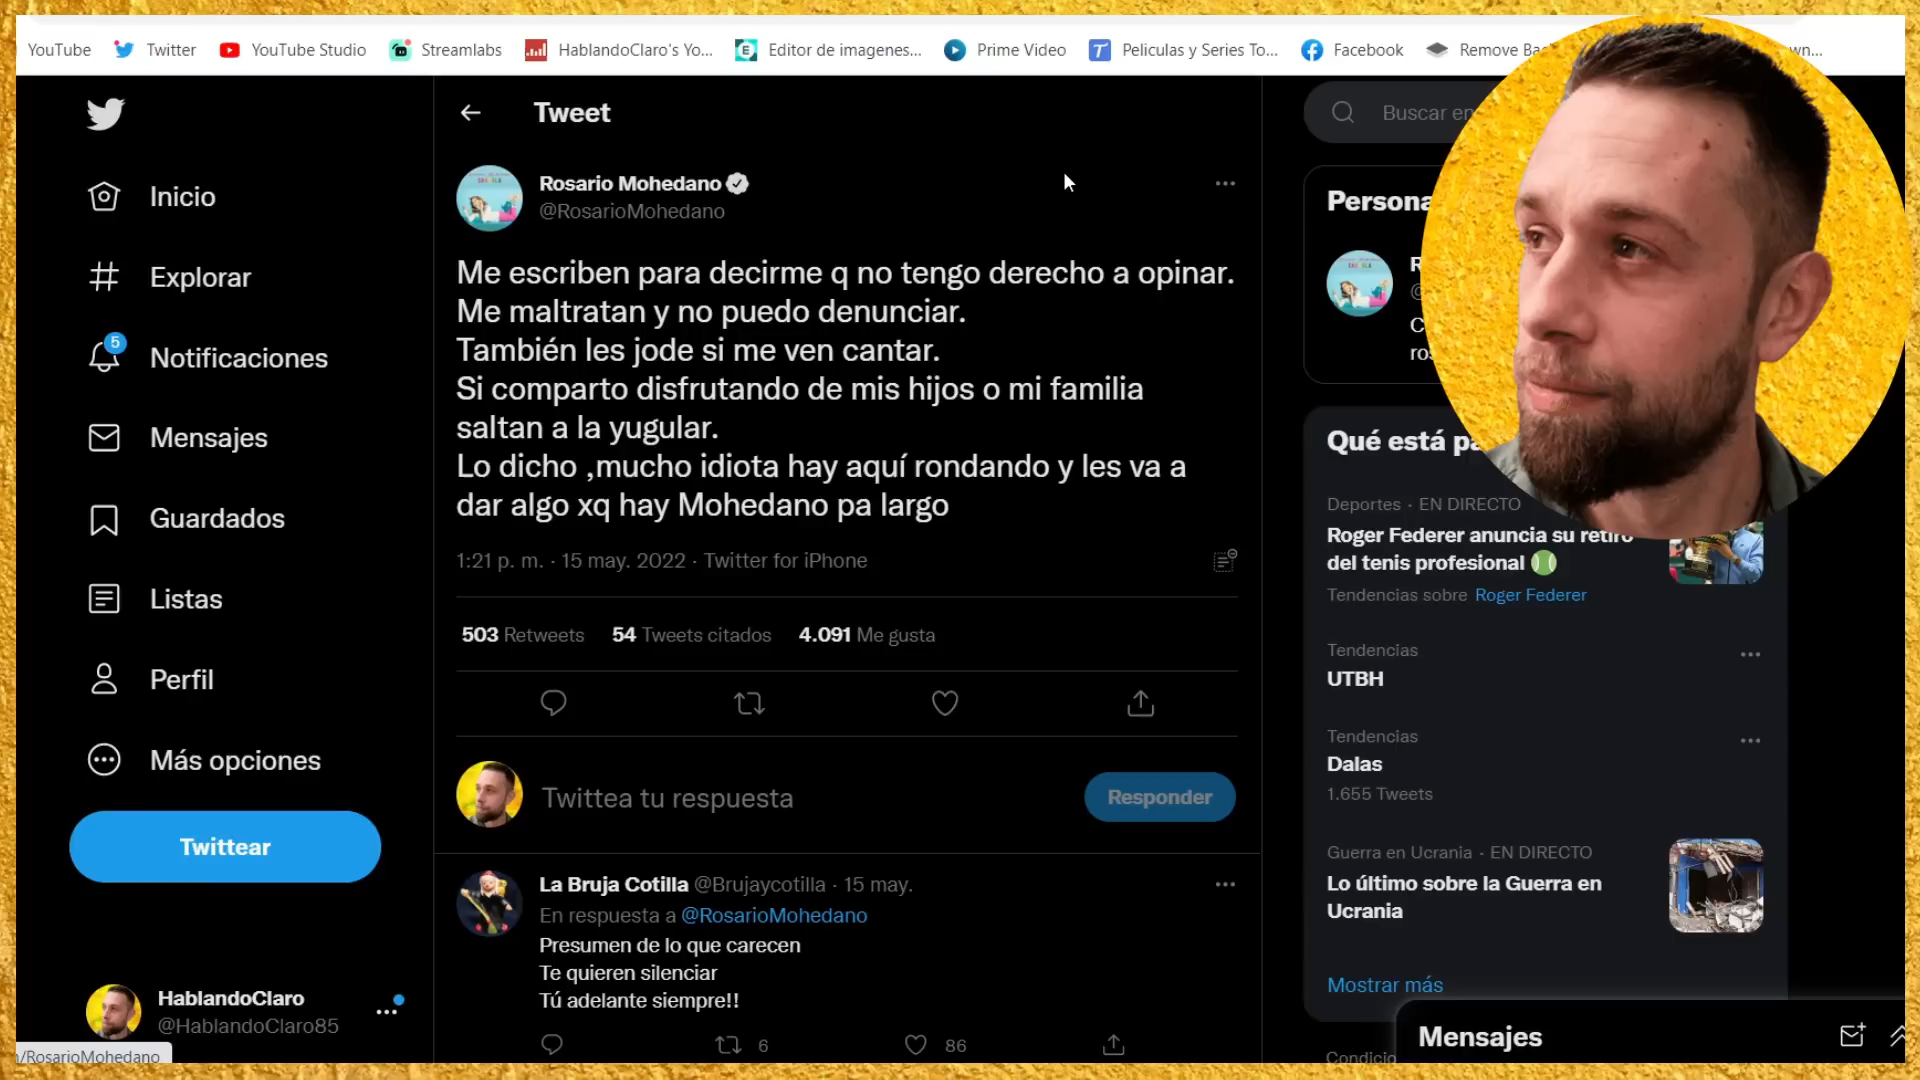 YouTube
Twitter
YouTube Studio
Streamlabs
HablandoClaro's Yo...
Editor de imagenes...
Prime Video
Peliculas y Series To...
Facebook
Remove
Inicio
Explorar
5
Notificaciones
Mensajes
Guardados
Listas
Perfil
Más opciones
Twittear
HablandoClaro
@HablandoClaro85
/RosarioMohedano
Tweet
Rosario Mohedano
@RosarioMohedano
Me escriben para decirme q no tengo derecho a opinar.
Me maltratan y no puedo denunciar.
También les jode si me ven cantar.
Si comparto disfrutando de mis hijos o mi familia
saltan a la yugular.
Lo dicho ,mucho idiota hay aquí rondando y les va a
dar algo xq hay Mohedano pa largo
1:21 p. m. · 15 may. 2022 · Twitter for iPhone
503 Retweets 54 Tweets citados 4.091 Me gusta
Twittea tu respuesta
Responder
La Bruja Cotilla @Brujaycotilla · 15 may.
En respuesta a @RosarioMohedano
Presumen de lo que carecen
Te quieren silenciar
Tú adelante siempre!!
6
86
Buscar en
Persona
Qué está
Deportes · EN DIRECTO
Roger Federer anuncia su retiro
del tenis profesional
Tendencias sobre Roger Federer
Tendencias
UTBH
Tendencias
Dalas
1.655 Tweets
Guerra en Ucrania · EN DIRECTO
Lo último sobre la Guerra en
Ucrania
Mostrar más
Mensajes